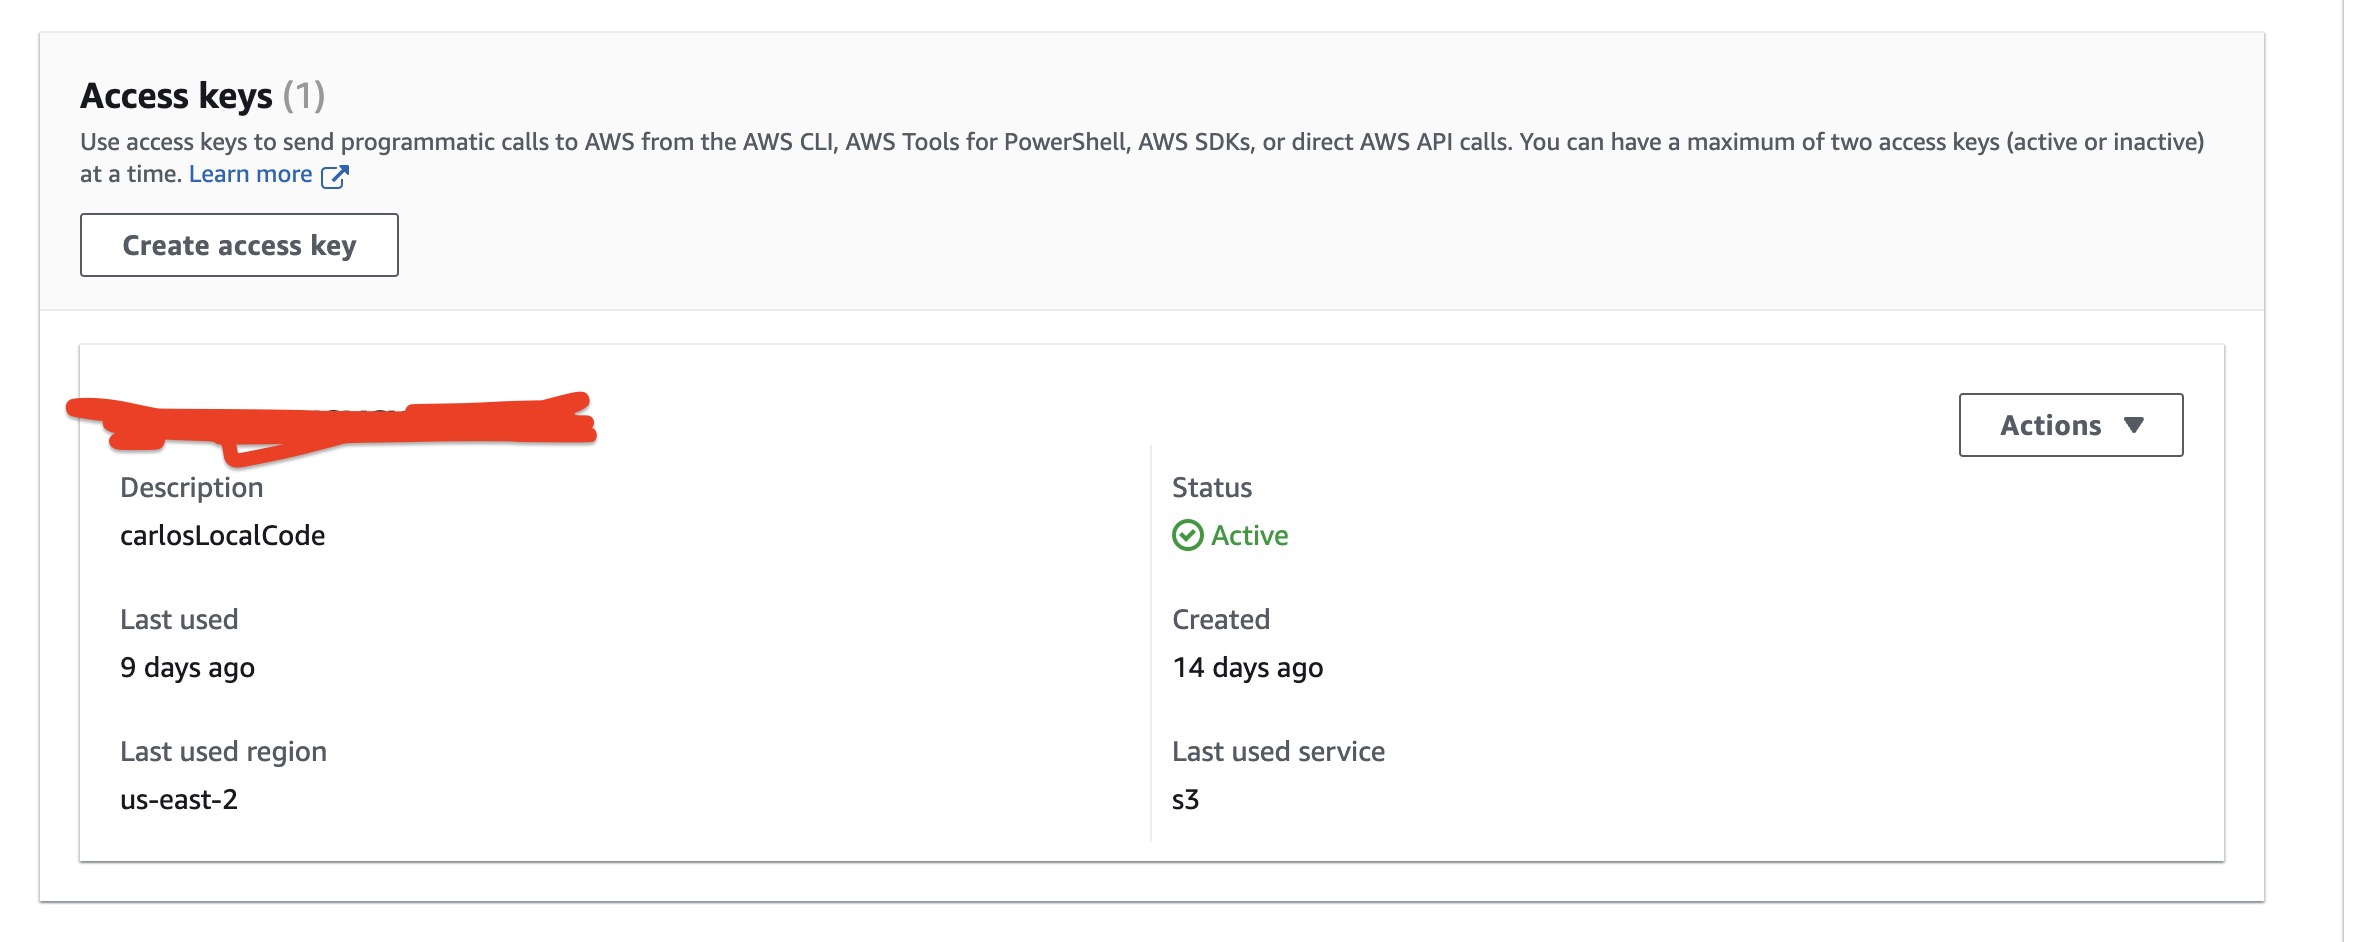 Access keys (1)
Use access keys to send programmatic calls to AWS from the AWS CLI, AWS Tools for PowerShell, AWS SDKs, or direct AWS API calls. You can have a maximum of two access keys (active or inactive)
at a time. Learn more
Create access key
Actions
Description
carlosLocalCode
Status
Active
Last used
9 days ago
Created
14 days ago
Last used region
us-east-2
Last used service
s3